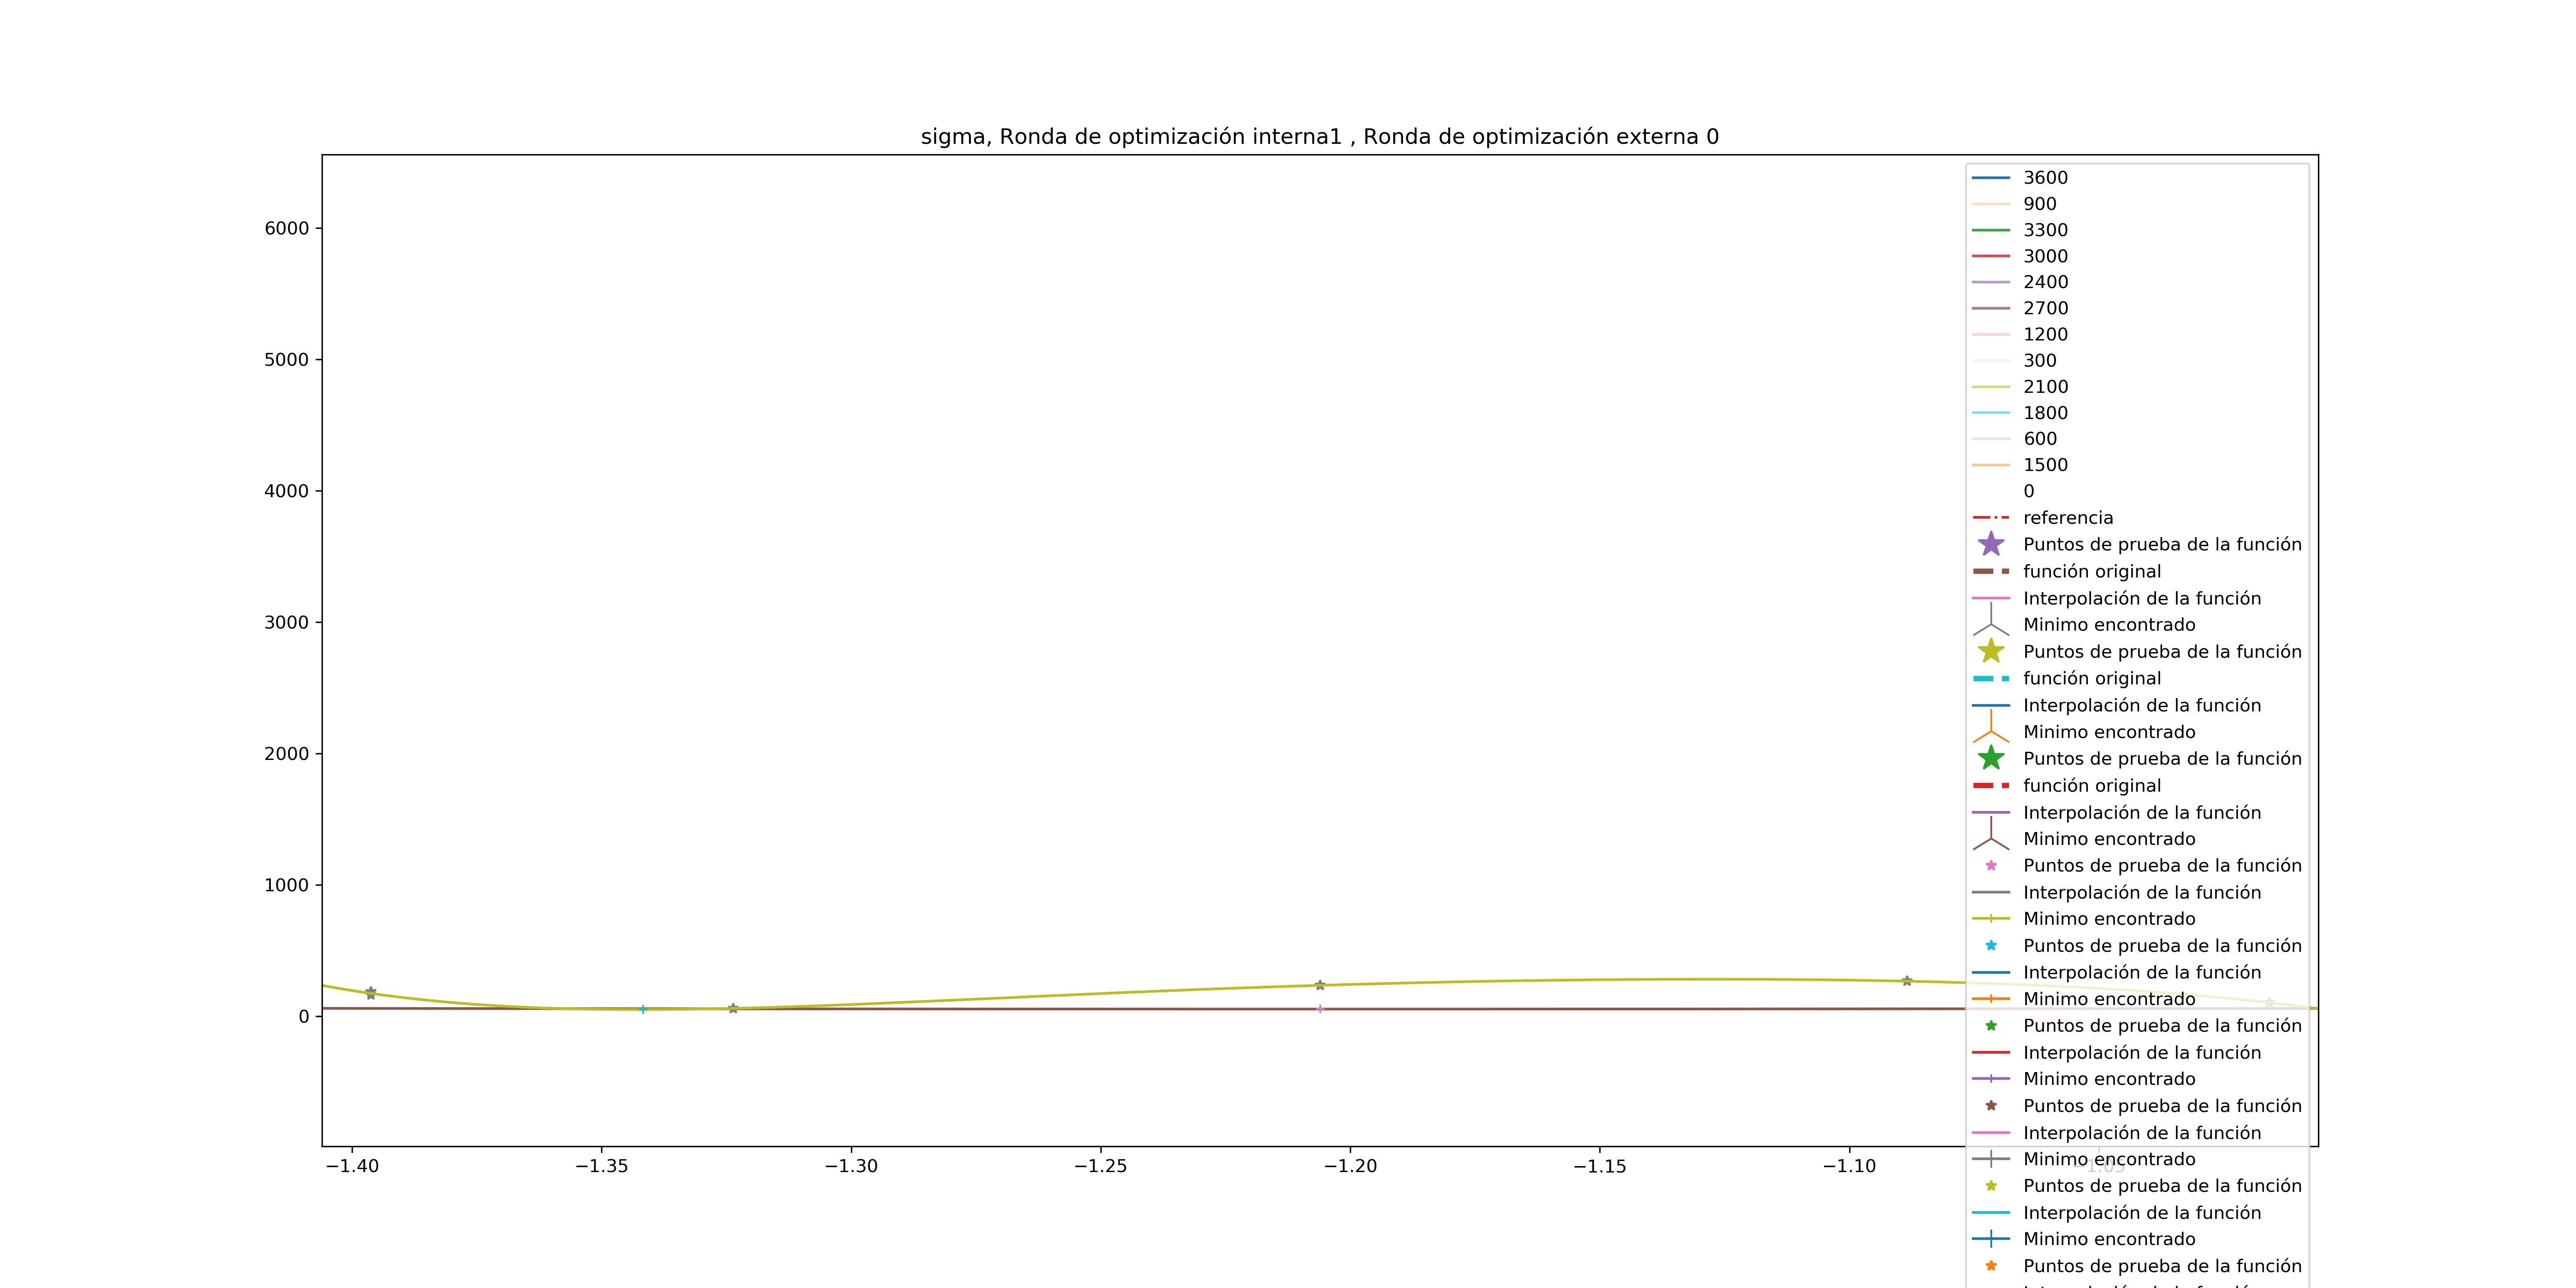 sigma, Ronda de optimización interna1 , Ronda de optimización externa 0
6000
5000
4000
3000
2000
1000
0
−1.40
−1.35
−1.30
−1.25
−1.20
−1.15
−1.10
−1.05
3600
900
3300
3000
2400
2700
1200
300
2100
1800
600
1500
0
referencia
Puntos de prueba de la función
función original
Interpolación de la función
Minimo encontrado
Puntos de prueba de la función
función original
Interpolación de la función
Minimo encontrado
Puntos de prueba de la función
función original
Interpolación de la función
Minimo encontrado
Puntos de prueba de la función
Interpolación de la función
Minimo encontrado
Puntos de prueba de la función
Interpolación de la función
Minimo encontrado
Puntos de prueba de la función
Interpolación de la función
Minimo encontrado
Puntos de prueba de la función
Interpolación de la función
Minimo encontrado
Puntos de prueba de la función
Interpolación de la función
Minimo encontrado
Puntos de prueba de la función